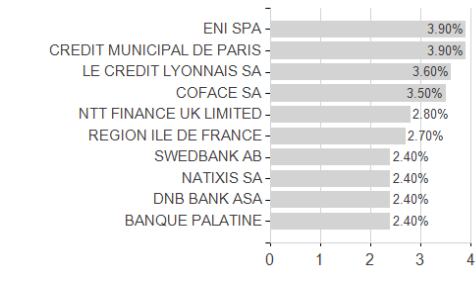 ENI SPA 3.90%
CREDIT MUNICIPAL DE PARIS 3.90%
LE CREDIT LYONNAIS SA 3.60%
COFACE SA 3.50%
NTT FINANCE UK LIMITED 2.80%
REGION ILE DE FRANCE 2.70%
SWEDBANK AB 2.40%
NATIXIS SA 2.40%
DNB BANK ASA 2.40%
BANQUE PALATINE 2.40%
0 1 2 3 4